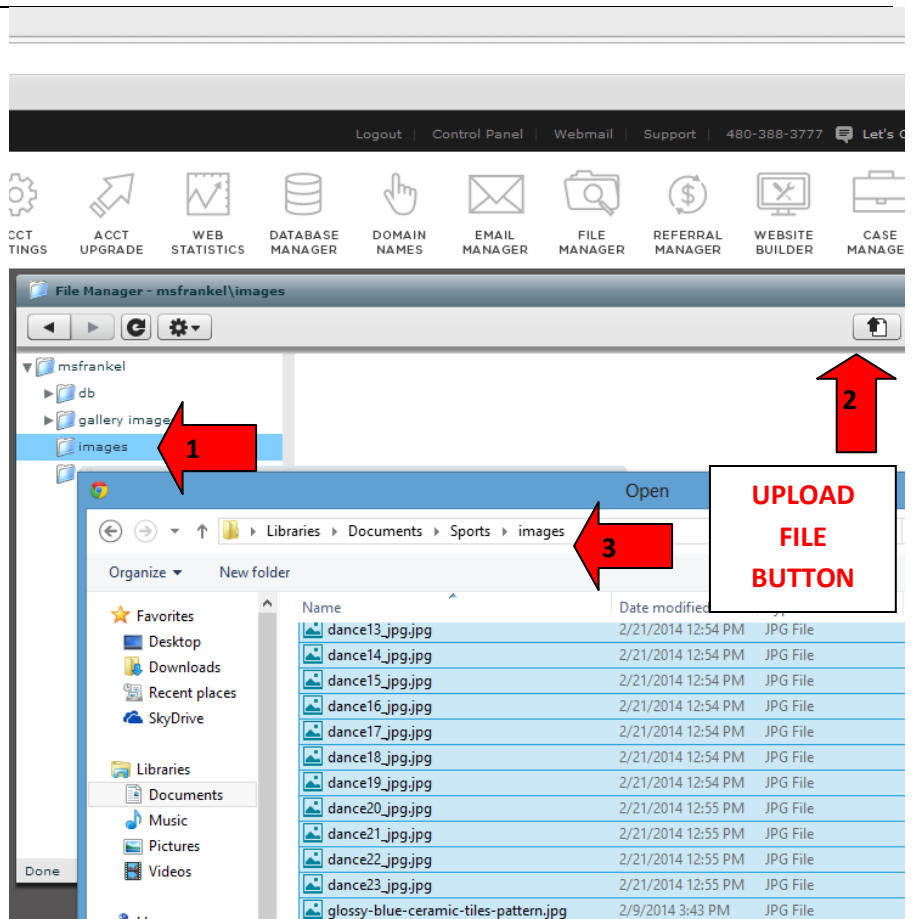 Logout | Control Panel | Webmail | Support | 480-388-3777 Let's
ACCT UPGRADE
WEB STATISTICS
DATABASE MANAGER
DOMAIN NAMES
EMAIL MANAGER
FILE MANAGER
REFERRAL MANAGER
WEBSITE BUILDER
CASE
File Manager - msfrankel\images
msfrankel
db
gallery
images
1
2
UPLOAD
FILE
BUTTON
Open
Libraries Documents Sports images
3
Organize New folder
Favorites
Desktop
Downloads
Recent places
SkyDrive
Libraries
Documents
Music
Pictures
Videos
Name Date modified
dance13_jpg.jpg 2/21/2014 12:54 PM JPG File
dance14_jpg.jpg 2/21/2014 12:54 PM JPG File
dance15_jpg.jpg 2/21/2014 12:54 PM JPG File
dance16_jpg.jpg 2/21/2014 12:54 PM JPG File
dance17_jpg.jpg 2/21/2014 12:54 PM JPG File
dance18_jpg.jpg 2/21/2014 12:54 PM JPG File
dance19_jpg.jpg 2/21/2014 12:54 PM JPG File
dance20_jpg.jpg 2/21/2014 12:55 PM JPG File
dance21_jpg.jpg 2/21/2014 12:55 PM JPG File
dance22_jpg.jpg 2/21/2014 12:55 PM JPG File
dance23_jpg.jpg 2/21/2014 12:55 PM JPG File
glossy-blue-ceramic-tiles-pattern.jpg 2/9/2014 3:43 PM JPG File
Done